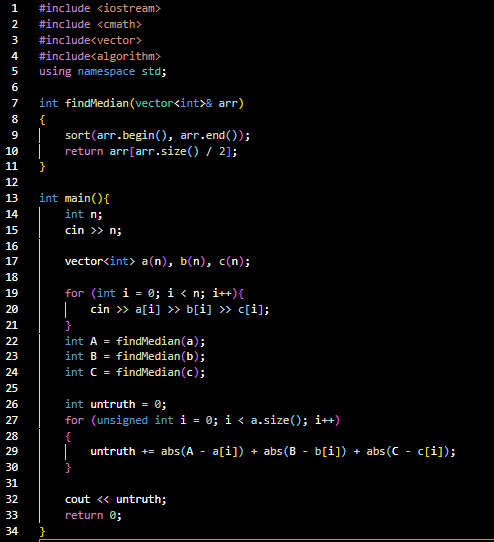 1 #include <iostream>
2 #include <cmath>
3 #include<vector>
4 #include<algorithm>
5 using namespace std;
6
7 int findMedian(vector<int>& arr)
8 {
9 sort(arr.begin(), arr.end());
10 return arr[arr.size() / 2];
11 }
12
13 int main(){
14 int n;
15 cin >> n;
16
17 vector<int> a(n), b(n), c(n);
18
19 for (int i = 0; i < n; i++){
20 cin >> a[i] >> b[i] >> c[i];
21 }
22 int A = findMedian(a);
23 int B = findMedian(b);
24 int C = findMedian(c);
25
26 int untruth = 0;
27 for (unsigned int i = 0; i < a.size(); i++)
28 {
29 untruth += abs(A - a[i]) + abs(B - b[i]) + abs(C - c[i]);
30 }
31
32 cout << untruth;
33 return 0;
34 }